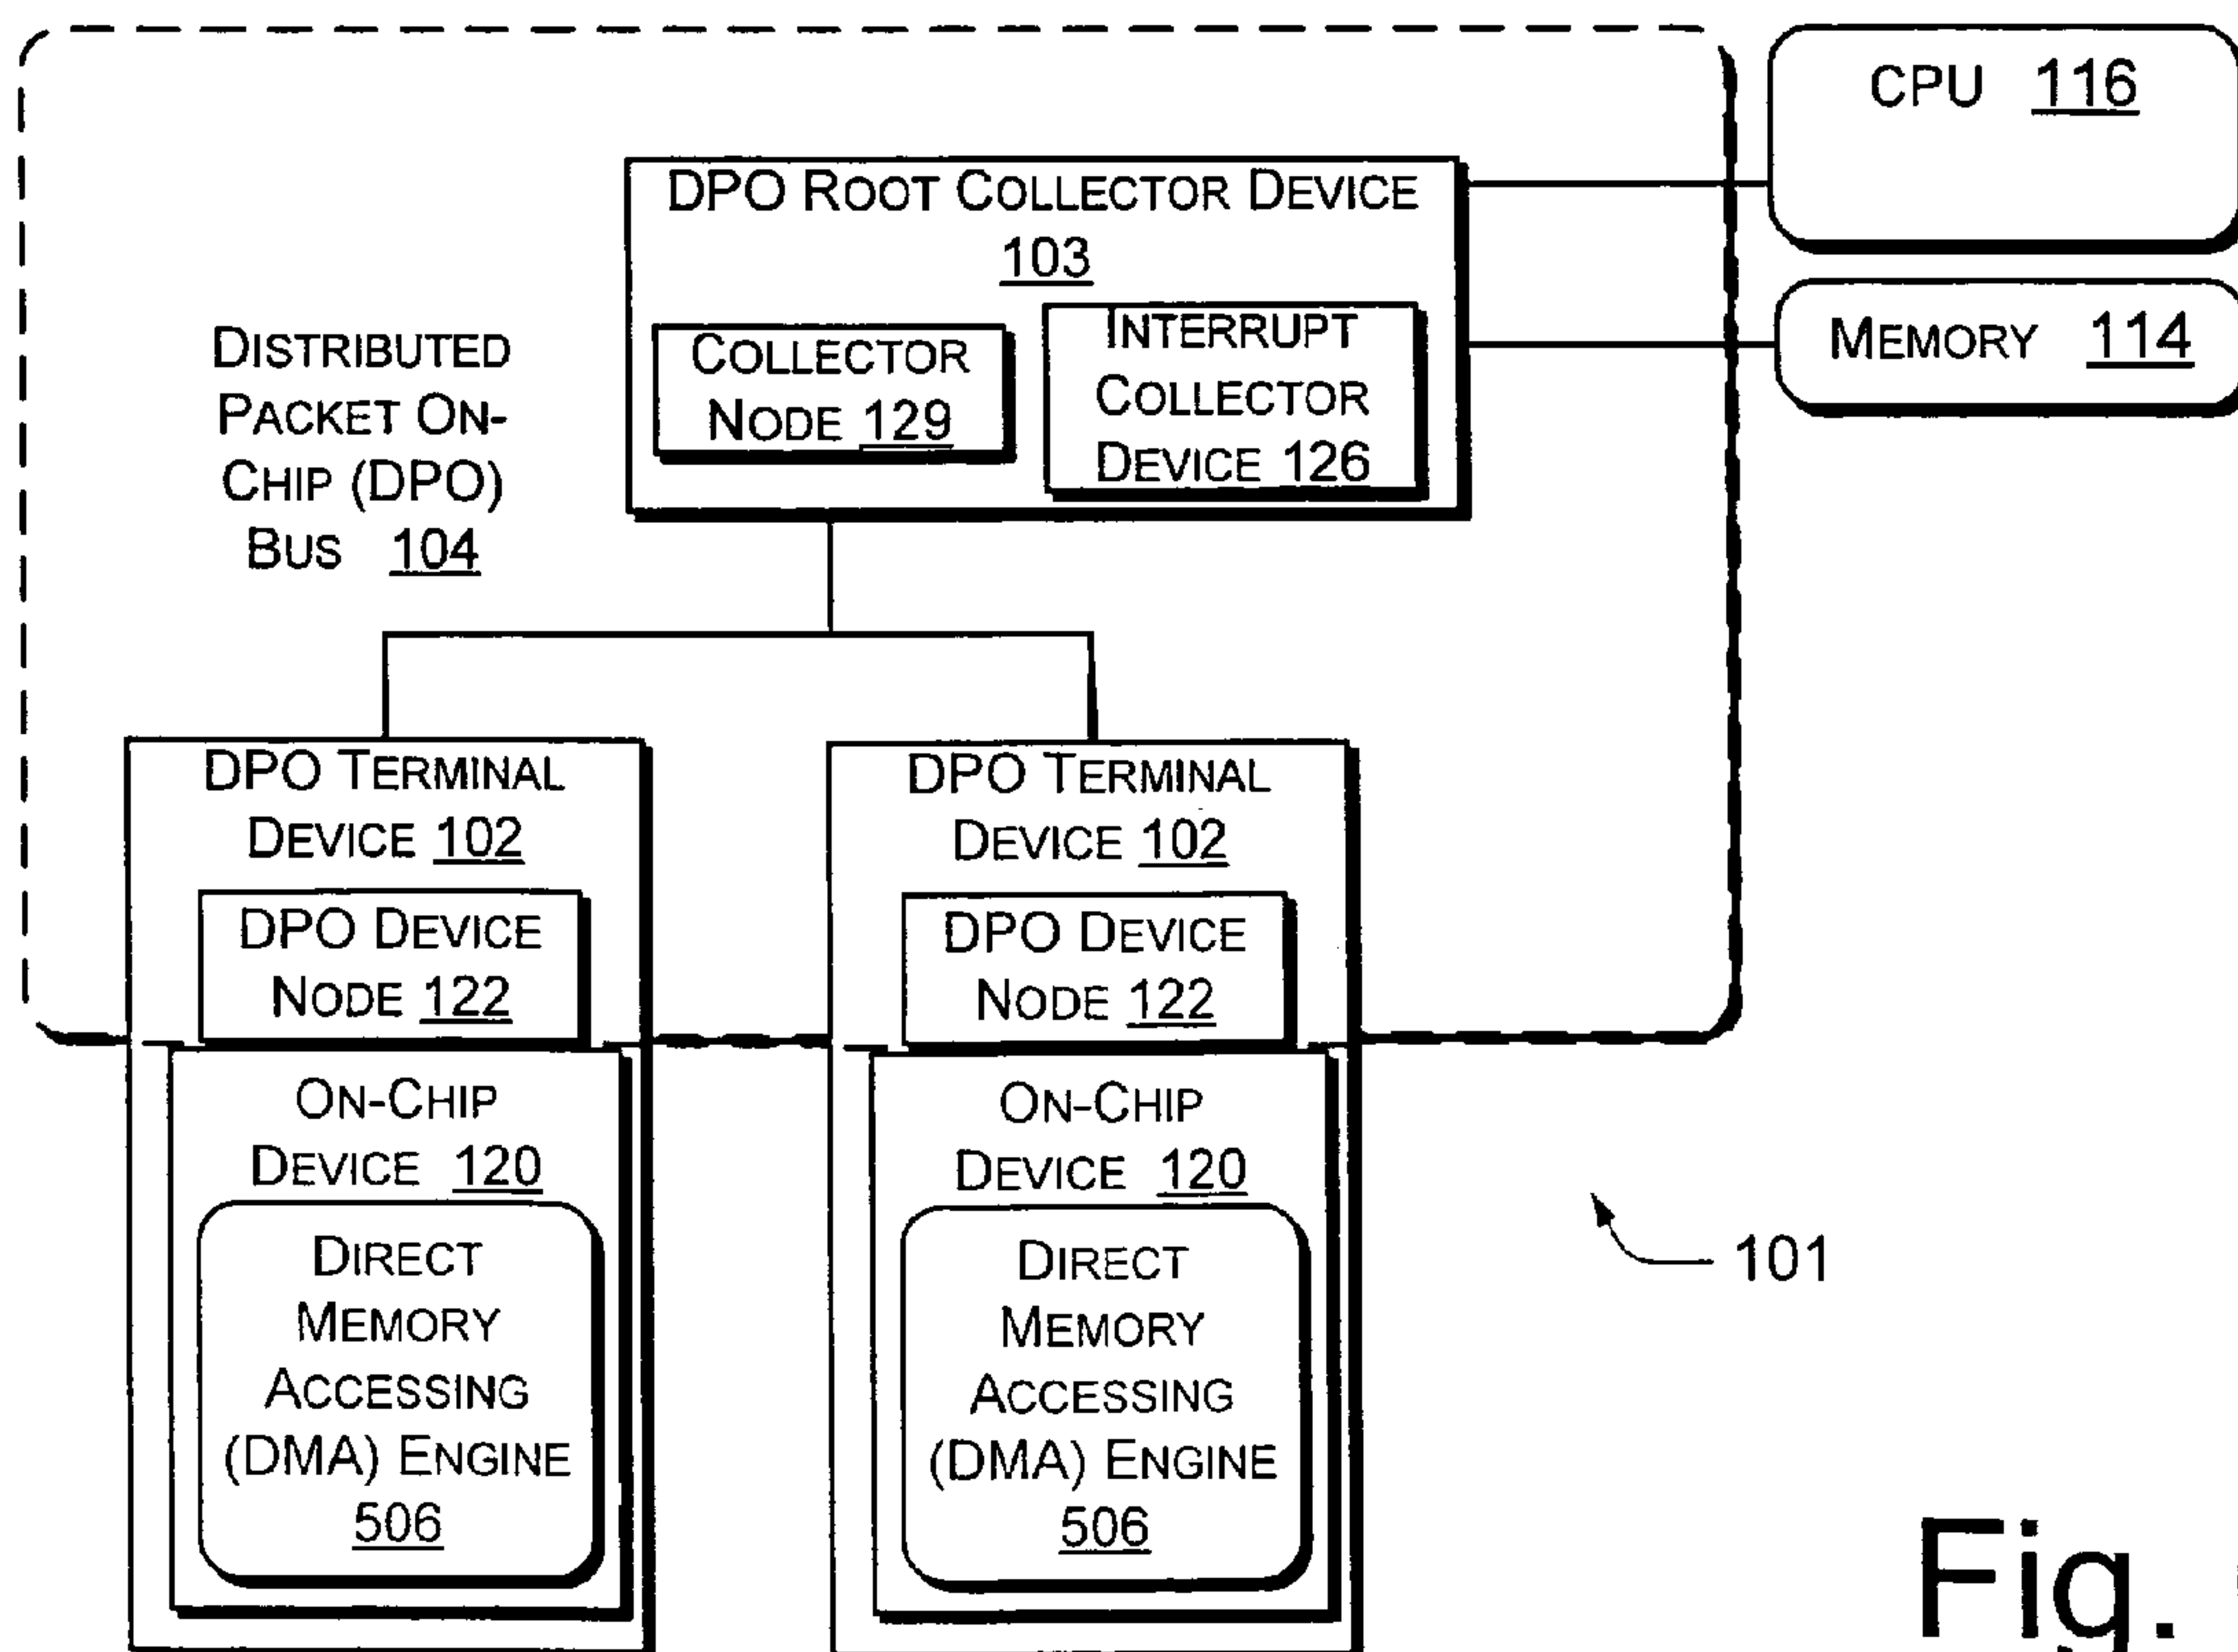 CPU 116
DPO ROOT COLLECTOR DEVICE
103
MEMORY 114
COLLECTOR
NODE 129
INTERRUPT
COLLECTOR
DEVICE 126
DISTRIBUTED
PACKET ON-
CHIP (DPO)
BUS 104
DPO TERMINAL
DEVICE 102
DPO DEVICE
NODE 122
ON-CHIP
DEVICE 120
DIRECT
MEMORY
ACCESSING
(DMA) ENGINE
506
DPO TERMINAL
DEVICE 102
DPO DEVICE
NODE 122
ON-CHIP
DEVICE 120
DIRECT
MEMORY
ACCESSING
(DMA) ENGINE
506
101
Fig.